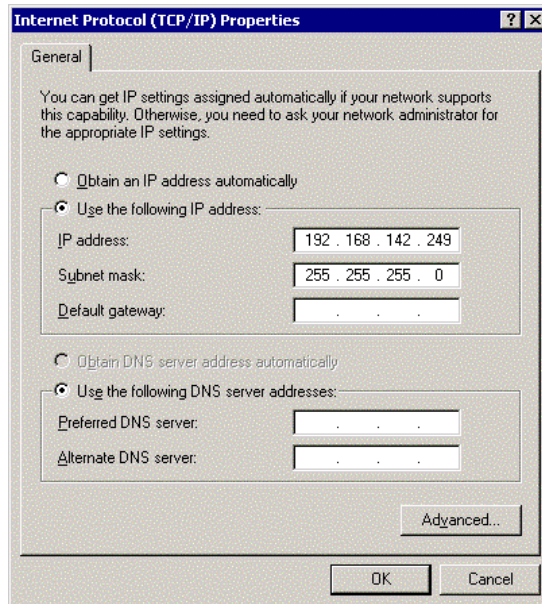 Internet Protocol (TCP/IP) Properties
General
You can get IP settings assigned automatically if your network supports
this capability. Otherwise, you need to ask your network administrator for
the appropriate IP settings.
Obtain an IP address automatically
Use the following IP address:
IP address: 192 . 168 . 142 . 249
Subnet mask: 255 . 255 . 255 . 0
Default gateway: . . .
Obtain DNS server address automatically
Use the following DNS server addresses:
Preferred DNS server: . . .
Alternate DNS server: . . .
Advanced...
OK Cancel